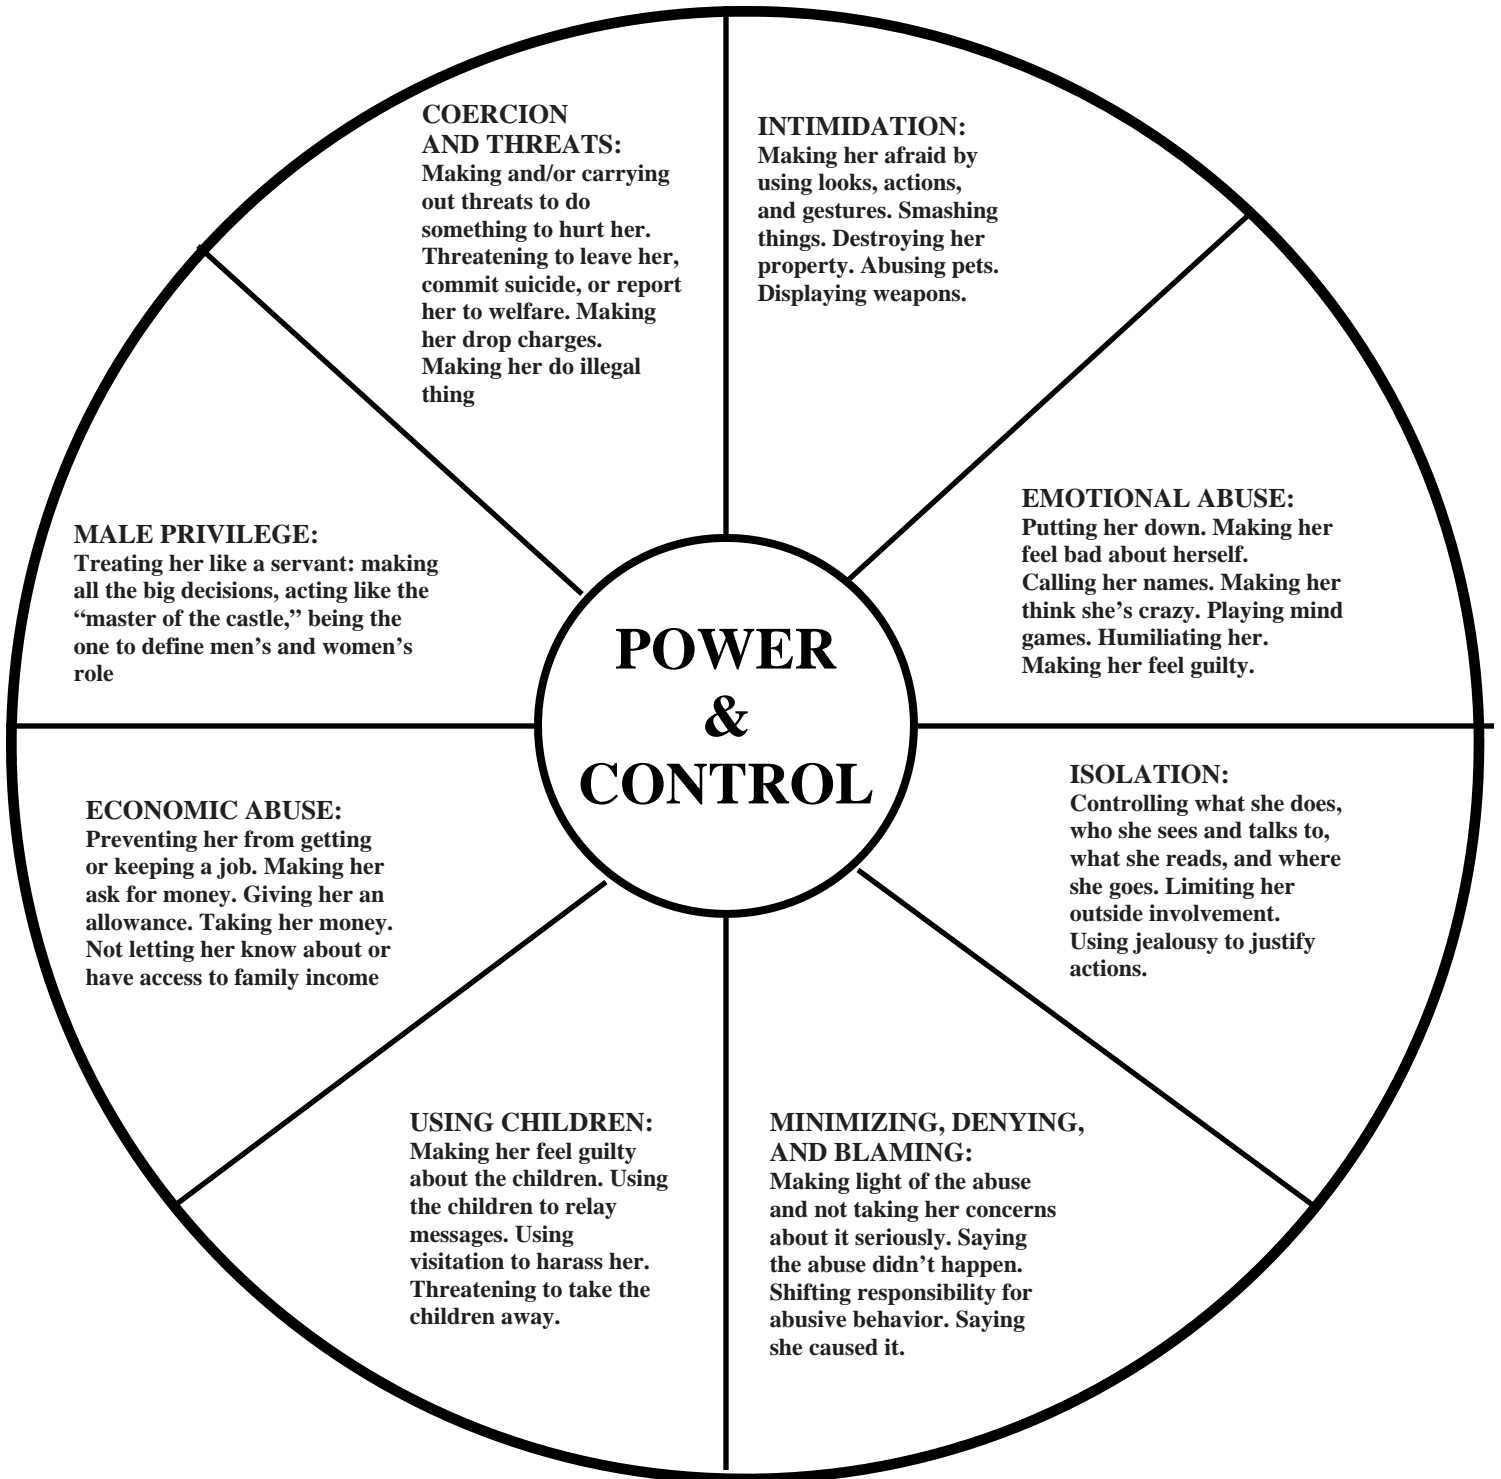 COERCION
AND THREATS:
Making and/or carrying
out threats to do
something to hurt her.
Threatening to leave her,
commit suicide, or report
her to welfare. Making
her drop charges.
Making her do illegal
thing
INTIMIDATION:
Making her afraid by
using looks, actions,
and gestures. Smashing
things. Destroying her
property. Abusing pets.
Displaying weapons.
EMOTIONAL ABUSE:
Putting her down. Making her
feel bad about herself.
Calling her names. Making her
think she’s crazy. Playing mind
games. Humiliating her.
Making her feel guilty.
MALE PRIVILEGE:
Treating her like a servant: making
all the big decisions, acting like the
“master of the castle,” being the
one to define men’s and women’s
role
POWER
&
CONTROL
ISOLATION:
Controlling what she does,
who she sees and talks to,
what she reads, and where
she goes. Limiting her
outside involvement.
Using jealousy to justify
actions.
ECONOMIC ABUSE:
Preventing her from getting
or keeping a job. Making her
ask for money. Giving her an
allowance. Taking her money.
Not letting her know about or
have access to family income
USING CHILDREN:
Making her feel guilty
about the children. Using
the children to relay
messages. Using
visitation to harass her.
Threatening to take the
children away.
MINIMIZING, DENYING,
AND BLAMING:
Making light of the abuse
and not taking her concerns
about it seriously. Saying
the abuse didn’t happen.
Shifting responsibility for
abusive behavior. Saying
she caused it.